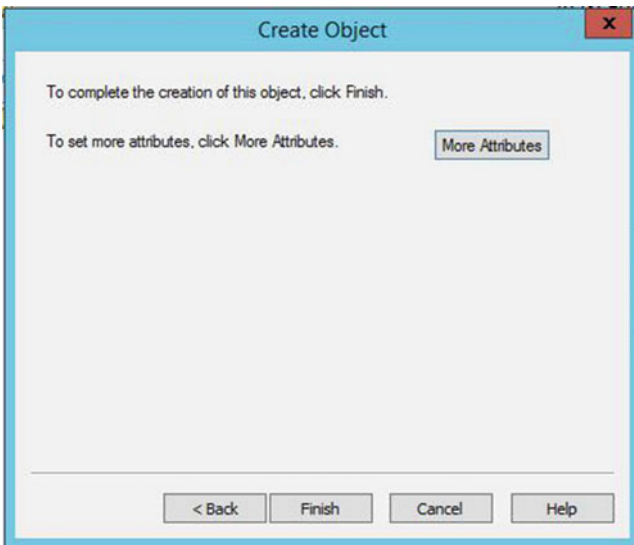 Create Object
x
To complete the creation of this object, click Finish.
To set more attributes, click More Attributes.
More Attributes
< Back
Finish
Cancel
Help